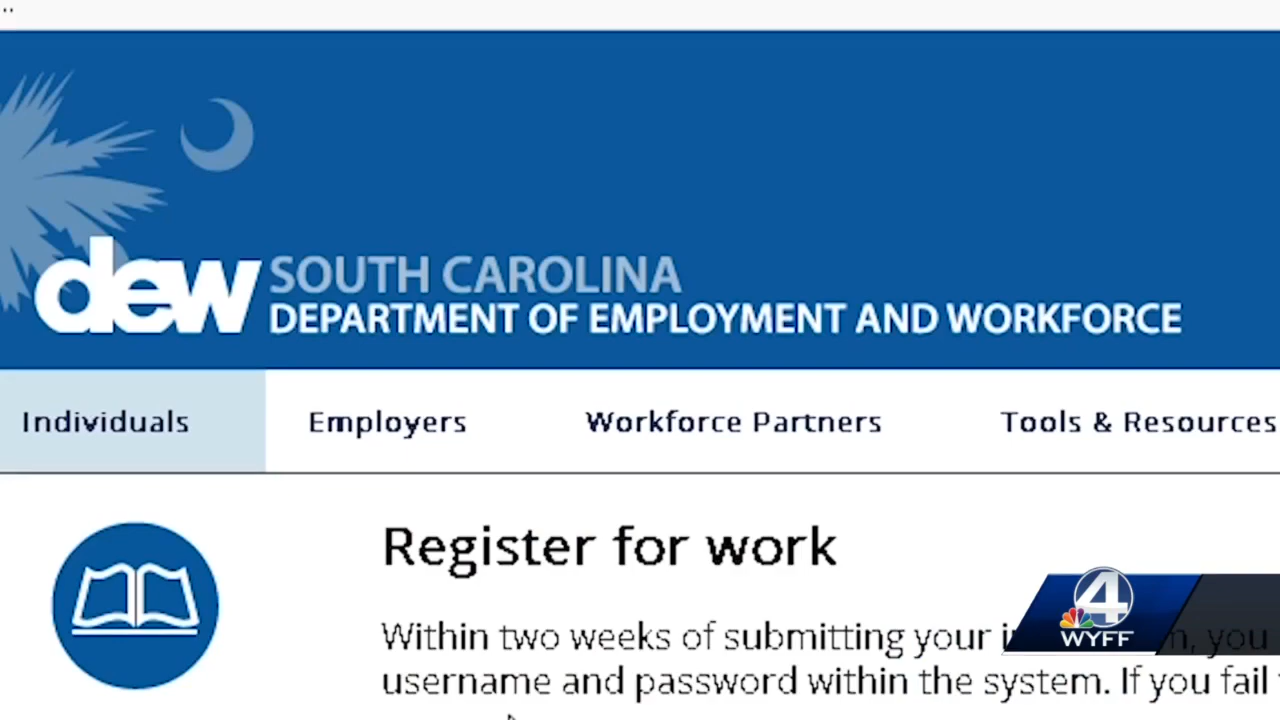 dew
SOUTH CAROLINA
DEPARTMENT OF EMPLOYMENT AND WORKFORCE
Individuals Employers Workforce Partners Tools & Resources
Register for work
Within two weeks of submitting your you
username and password within the system. If you fail
4
WYFF